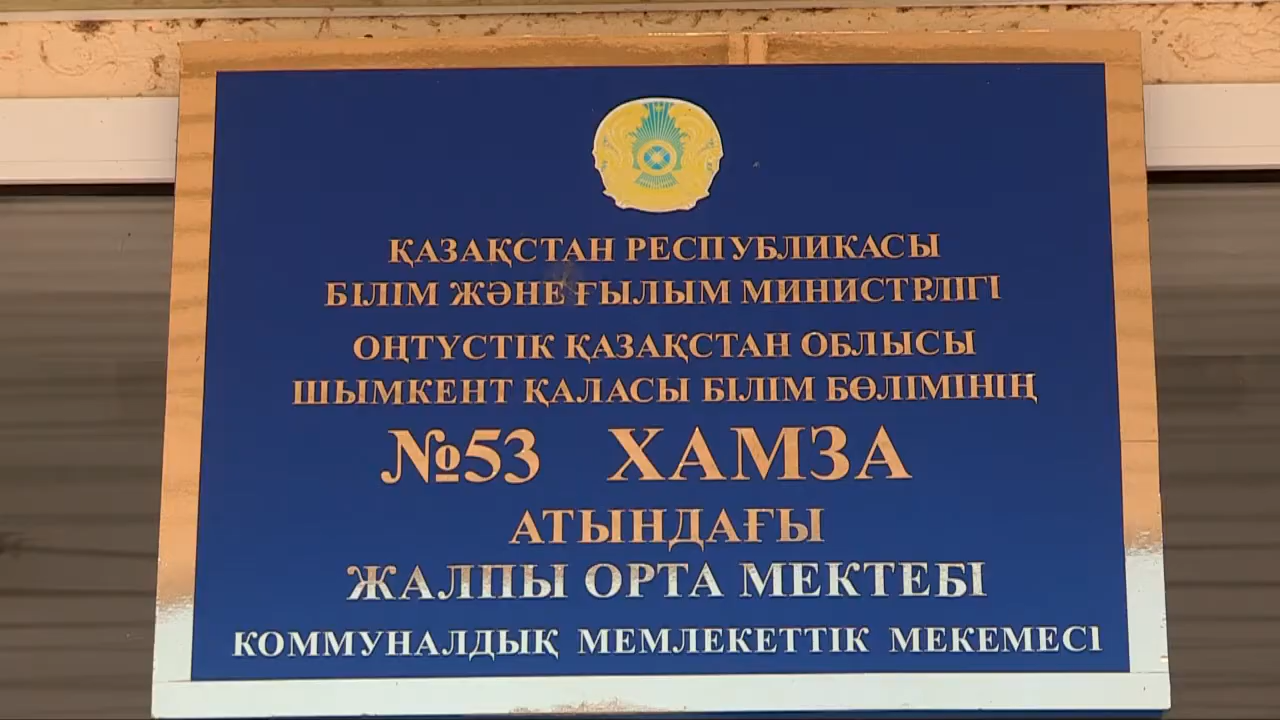 ҚАЗАҚСТАН РЕСПУБЛИКАСЫ
БІЛІМ ЖӘНЕ ҒЫЛЫМ МИНИСТРЛІГІ
ОҢТҮСТІК ҚАЗАҚСТАН ОБЛЫСЫ
ШЫМКЕНТ ҚАЛАСЫ БІЛІМ БӨЛІМІНІҢ
№53 ХАМЗА
АТЫНДАҒЫ
ЖАЛПЫ ОРТА МЕКТЕБІ
КОММУНАЛДЫҚ МЕМЛЕКЕТТІК МЕКЕМЕСІ